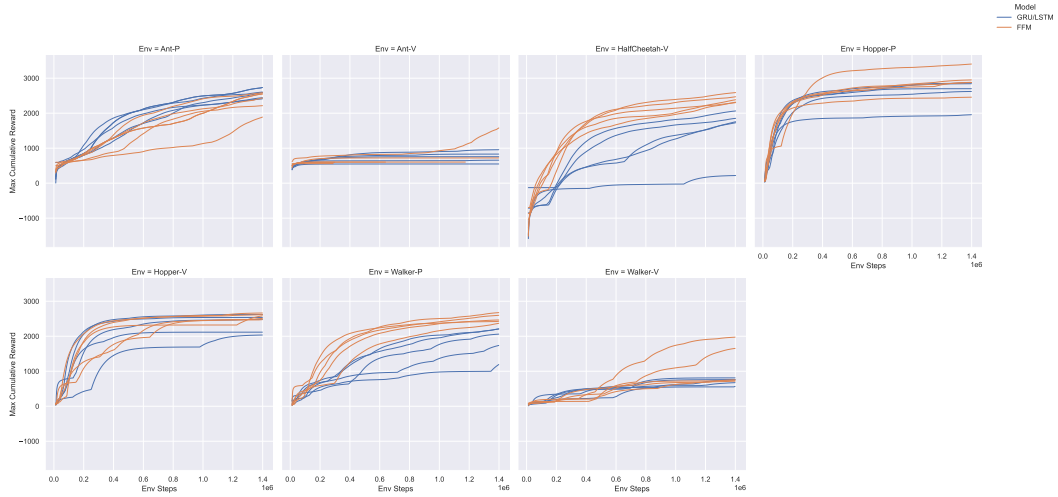 Model
GRU/LSTM
FFM
Env = Ant-P
Env = Ant-V
Env = HalfCheetah-V
Env = Hopper-P
Max Cumulative Reward
3000
2000
1000
0
−1000
0.0 0.2 0.4 0.6 0.8 1.0 1.2 1.4
1e6
Env Steps
Env = Hopper-V
Env = Walker-P
Env = Walker-V
Max Cumulative Reward
3000
2000
1000
0
−1000
0.0 0.2 0.4 0.6 0.8 1.0 1.2 1.4
1e6
Env Steps
0.0 0.2 0.4 0.6 0.8 1.0 1.2 1.4
1e6
Env Steps
0.0 0.2 0.4 0.6 0.8 1.0 1.2 1.4
1e6
Env Steps